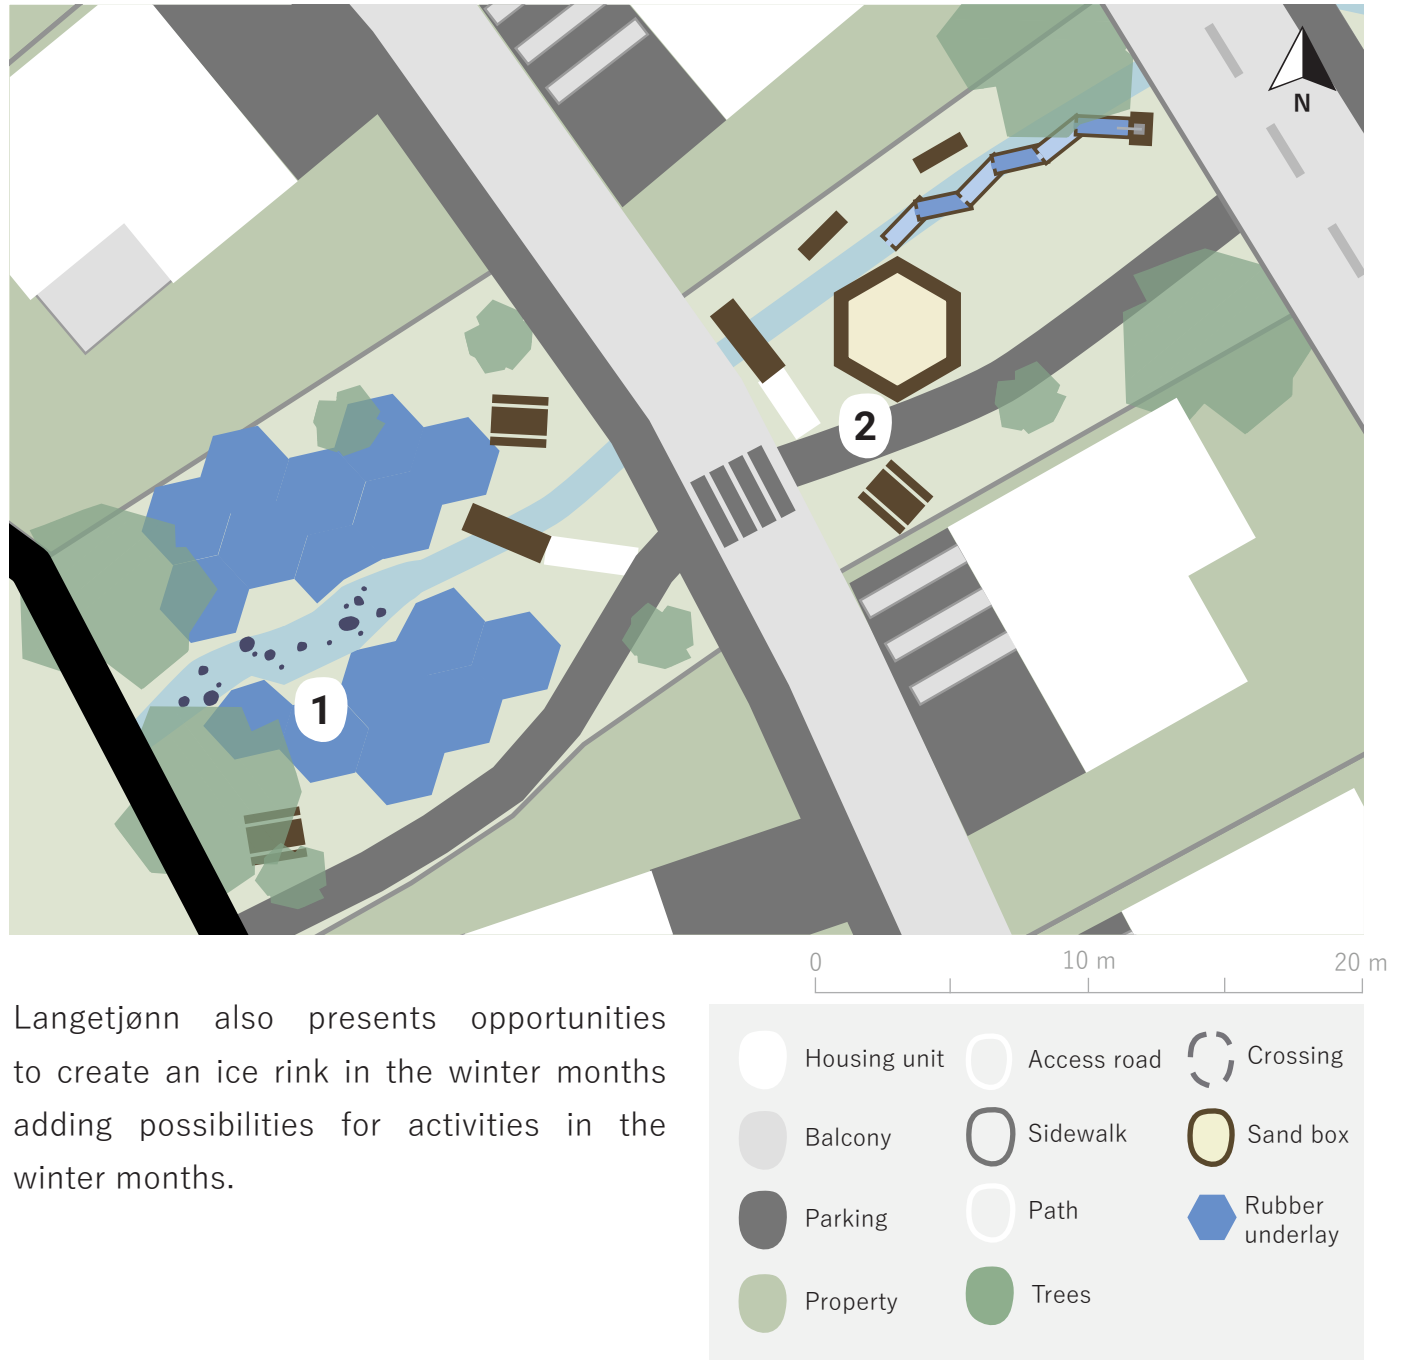 N
2
1
0 10 m 20 m
Langetjønn also presents opportunities
to create an ice rink in the winter months
adding possibilities for activities in the
winter months.
Housing unit
Balcony
Parking
Property
Access road
Sidewalk
Path
Trees
Crossing
Sand box
Rubber
underlay